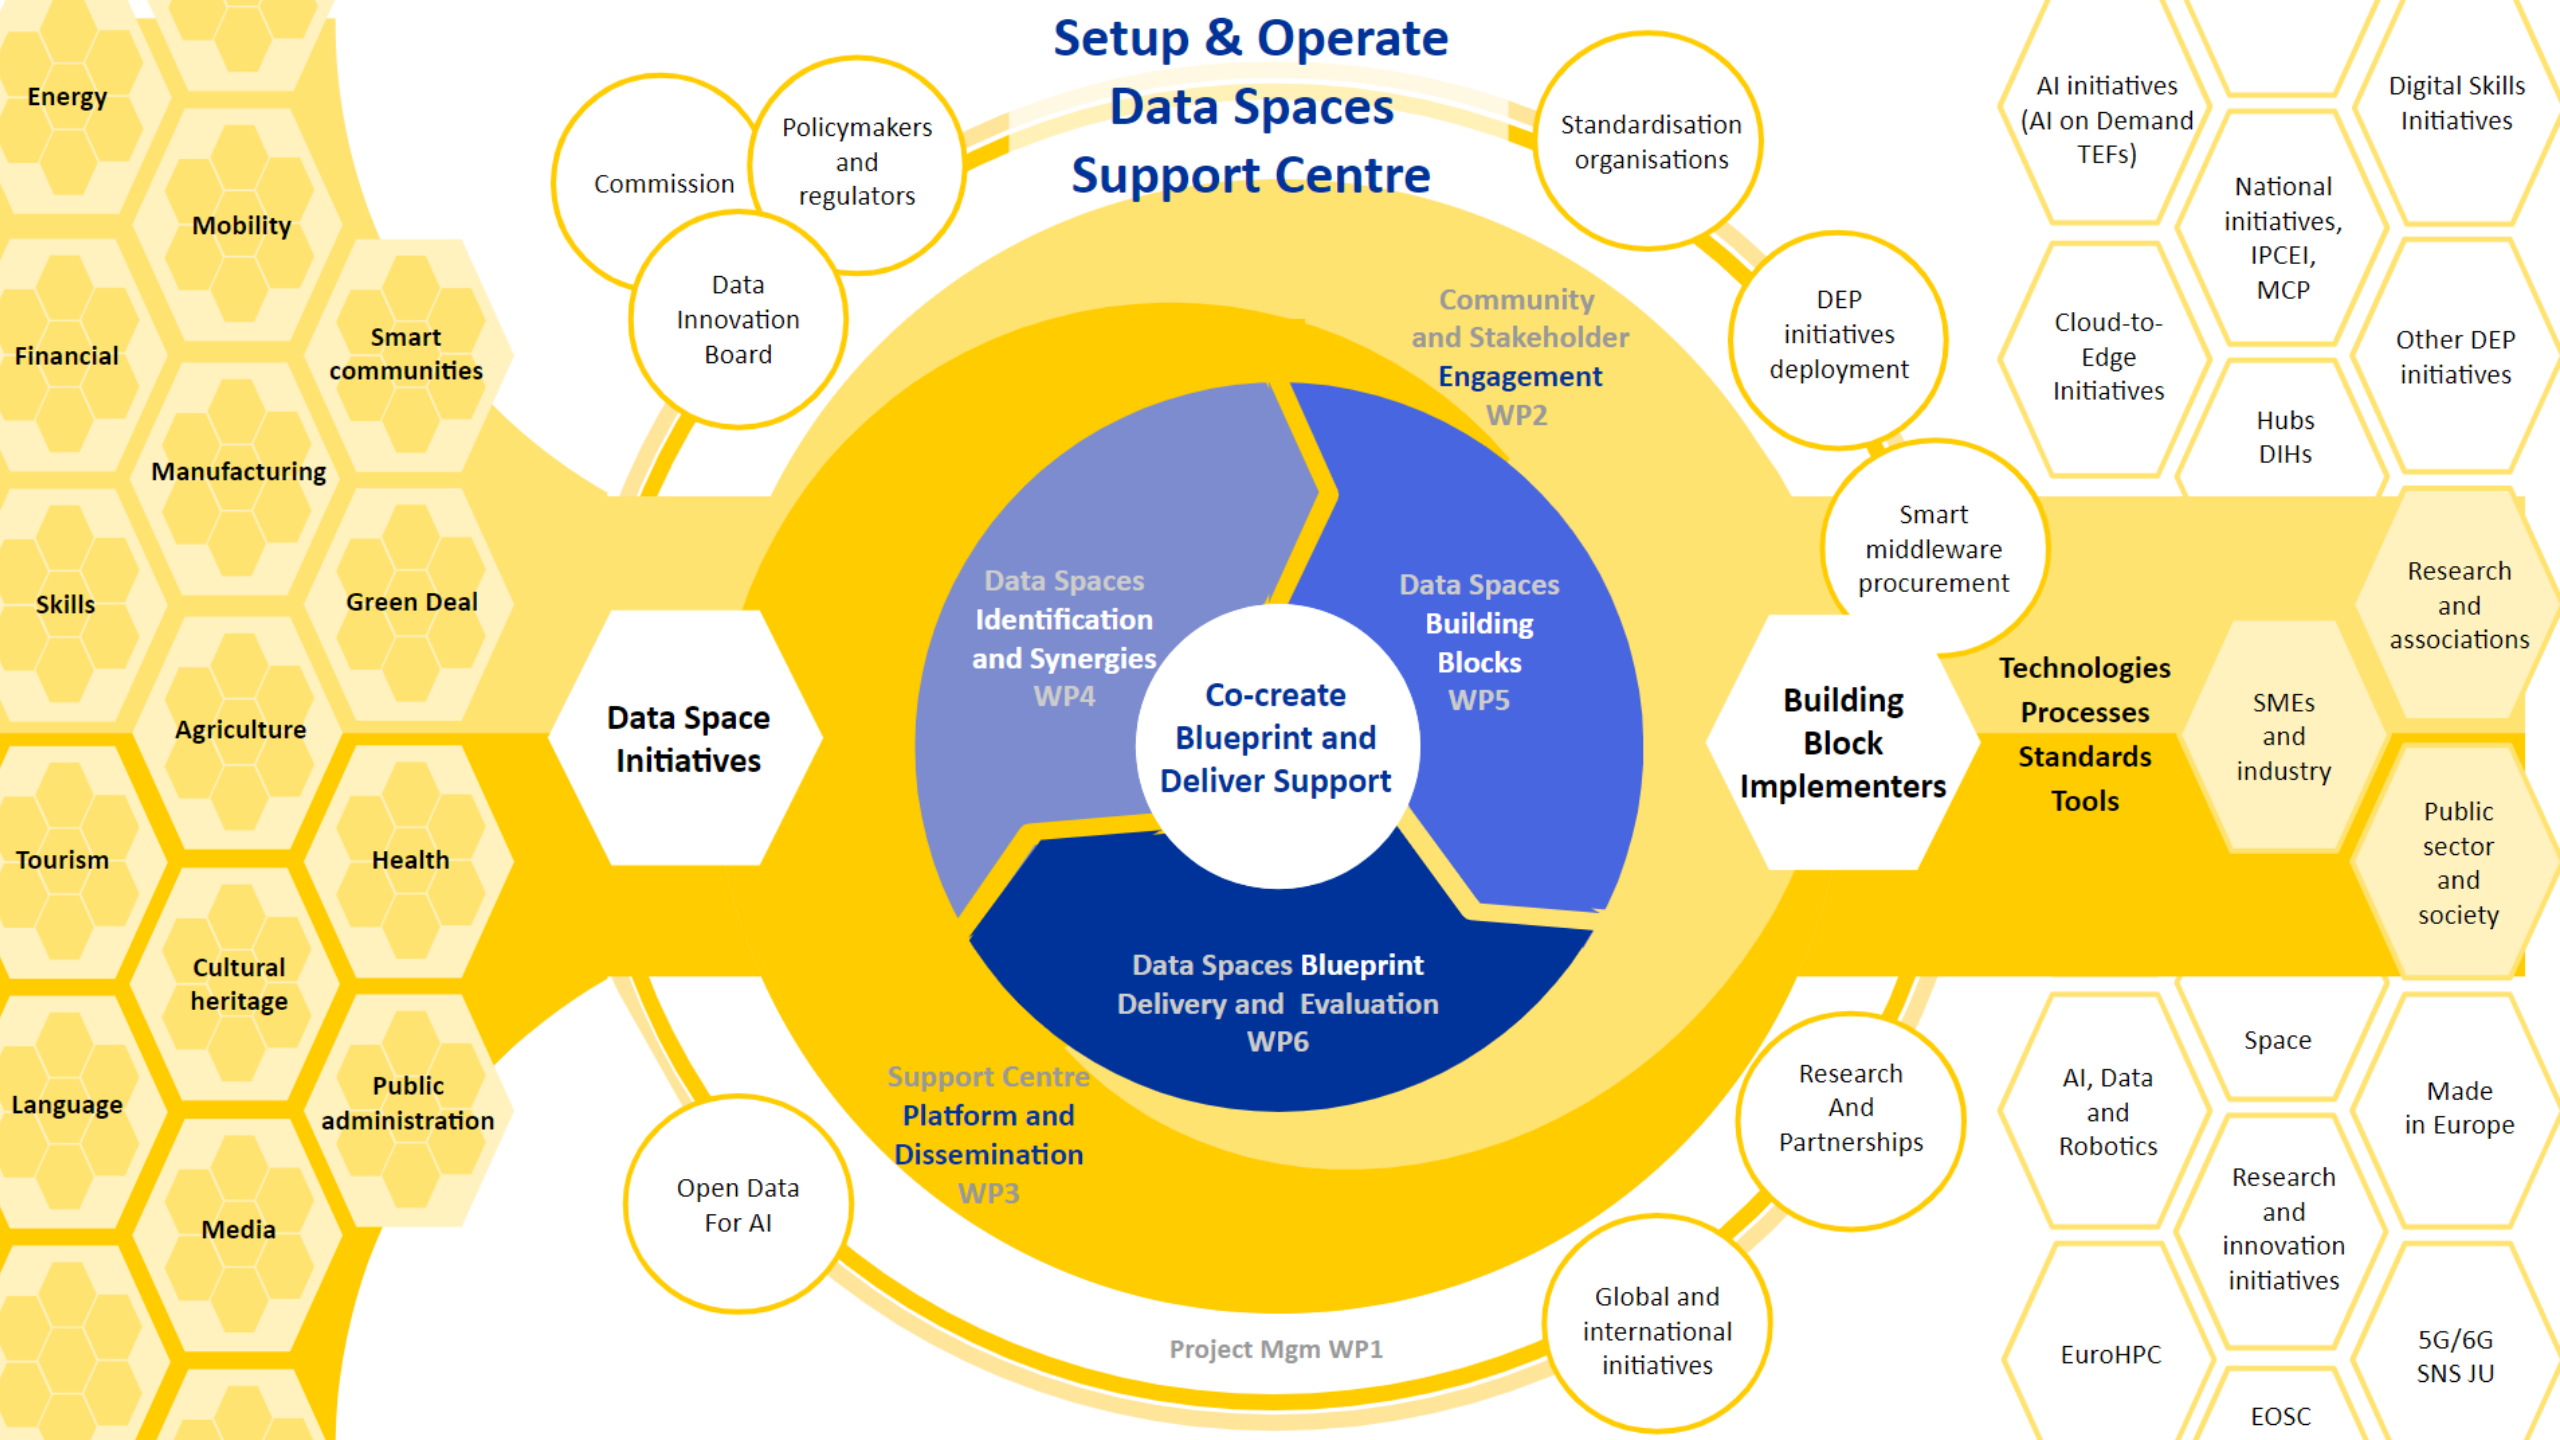 Setup & Operate
Data Spaces
Support Centre
Energy
Mobility
Financial
Smart
communities
Manufacturing
Skills
Green Deal
Agriculture
Tourism
Health
Cultural
heritage
Language
Public
administration
Media
Commission
Policymakers
and
regulators
Data
Innovation
Board
Data Space
Initiatives
Open Data
For AI
Community
and Stakeholder
Engagement
WP2
Data Spaces
Identification
and Synergies
WP4
Data Spaces
Building
Blocks
WP5
Co-create
Blueprint and
Deliver Support
Data Spaces Blueprint
Delivery and Evaluation
WP6
Support Centre
Platform and
Dissemination
WP3
Project Mgm WP1
Standardisation
organisations
DEP
initiatives
deployment
Smart
middleware
procurement
Building
Block
Implementers
Technologies
Processes
Standards
Tools
Research
And
Partnerships
Global and
international
initiatives
AI initiatives
(AI on Demand
TEFs)
Digital Skills
Initiatives
National
initiatives,
IPCEI,
MCP
Cloud-to-
Edge
Initiatives
Other DEP
initiatives
Hubs
DIHs
Research
and
associations
SMEs
and
industry
Public
sector
and
society
Space
AI, Data
and
Robotics
Made
in Europe
Research
and
innovation
initiatives
EuroHPC
5G/6G
SNS JU
EOSC